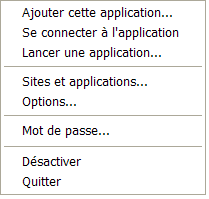 Ajouter cette application...
Se connecter à l'application
Lancer une application...
Sites et applications...
Options...
Mot de passe...
Désactiver
Quitter